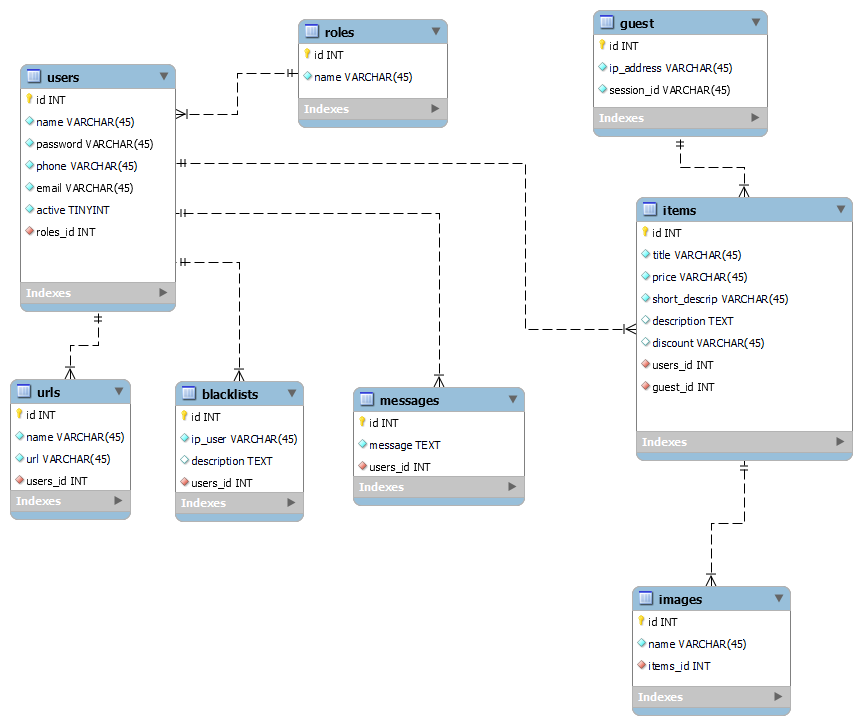 roles
id INT
name VARCHAR(45)
Indexes
guest
id INT
ip_address VARCHAR(45)
session_id VARCHAR(45)
Indexes
users
id INT
name VARCHAR(45)
password VARCHAR(45)
phone VARCHAR(45)
email VARCHAR(45)
active TINYINT
roles_id INT
Indexes
items
id INT
title VARCHAR(45)
price VARCHAR(45)
short_descrip VARCHAR(45)
description TEXT
discount VARCHAR(45)
users_id INT
guest_id INT
Indexes
urls
id INT
name VARCHAR(45)
url VARCHAR(45)
users_id INT
Indexes
blacklists
id INT
ip_user VARCHAR(45)
description TEXT
users_id INT
Indexes
messages
id INT
message TEXT
users_id INT
Indexes
images
id INT
name VARCHAR(45)
items_id INT
Indexes